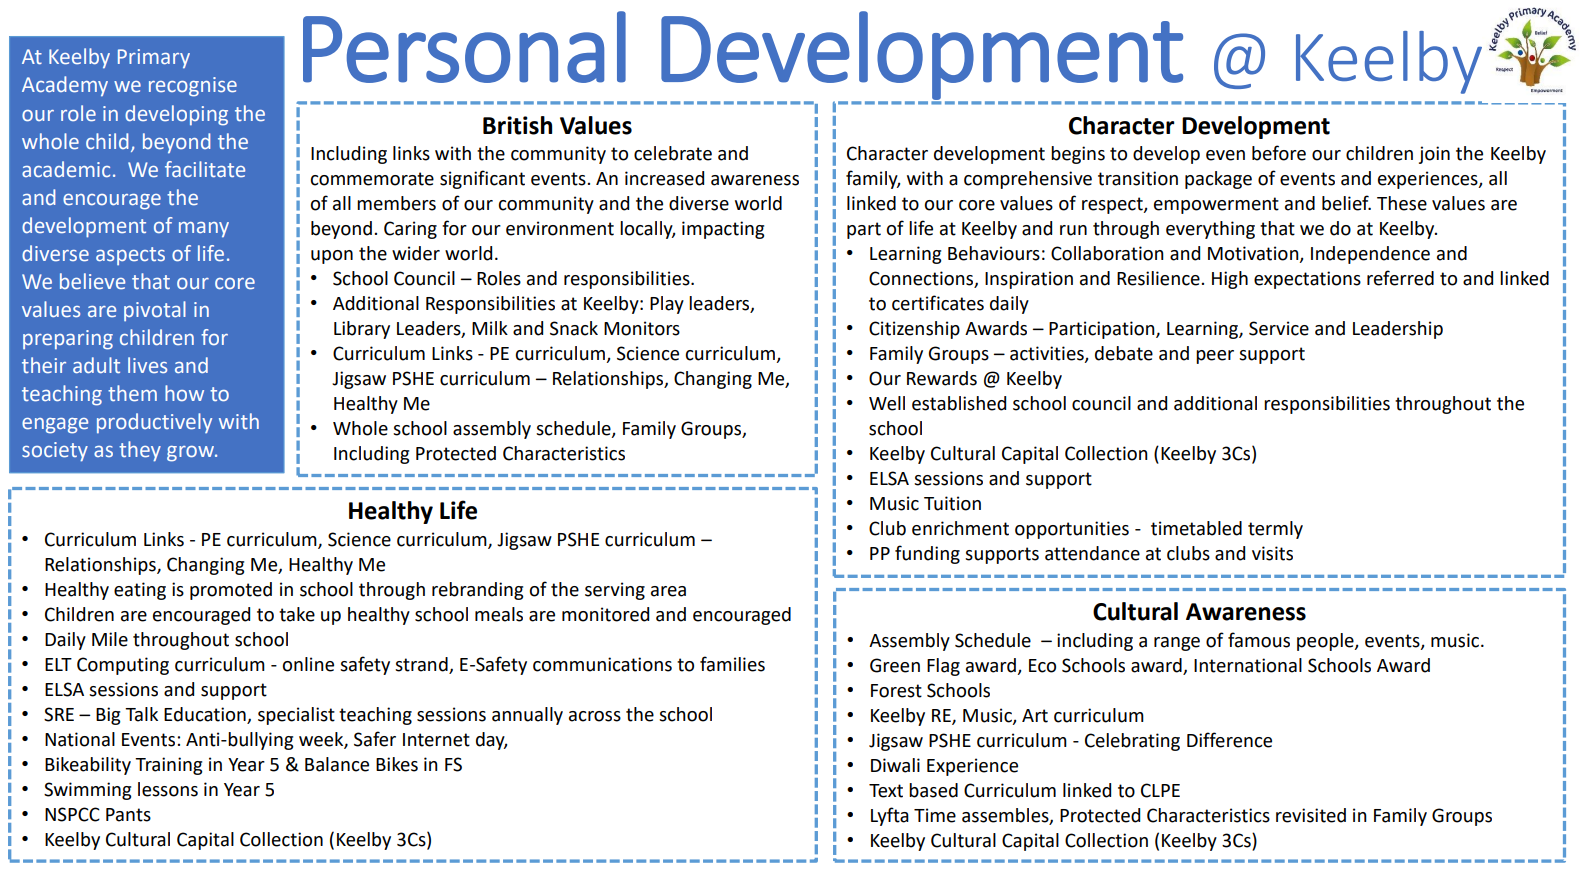 Personal Development @ Keelby
Keelby Primary Academy
Belief
Respect
Empowerment
At Keelby Primary
Academy we recognise
our role in developing the
whole child, beyond the
academic.  We facilitate
and encourage the
development of many
diverse aspects of life.
We believe that our core
values are pivotal in
preparing children for
their adult lives and
teaching them how to
engage productively with
society as they grow.
British Values
Including links with the community to celebrate and
commemorate significant events. An increased awareness
of all members of our community and the diverse world
beyond. Caring for our environment locally, impacting
upon the wider world.
• School Council – Roles and responsibilities.
• Additional Responsibilities at Keelby: Play leaders,
Library Leaders, Milk and Snack Monitors
• Curriculum Links - PE curriculum, Science curriculum,
Jigsaw PSHE curriculum – Relationships, Changing Me,
Healthy Me
• Whole school assembly schedule, Family Groups,
Including Protected Characteristics
Character Development
Character development begins to develop even before our children join the Keelby
family, with a comprehensive transition package of events and experiences, all
linked to our core values of respect, empowerment and belief. These values are
part of life at Keelby and run through everything that we do at Keelby.
• Learning Behaviours: Collaboration and Motivation, Independence and
Connections, Inspiration and Resilience. High expectations referred to and linked
to certificates daily
• Citizenship Awards – Participation, Learning, Service and Leadership
• Family Groups – activities, debate and peer support
• Our Rewards @ Keelby
• Well established school council and additional responsibilities throughout the
school
• Keelby Cultural Capital Collection (Keelby 3Cs)
• ELSA sessions and support
• Music Tuition
• Club enrichment opportunities -  timetabled termly
• PP funding supports attendance at clubs and visits
Healthy Life
• Curriculum Links - PE curriculum, Science curriculum, Jigsaw PSHE curriculum –
Relationships, Changing Me, Healthy Me
• Healthy eating is promoted in school through rebranding of the serving area
• Children are encouraged to take up healthy school meals are monitored and encouraged
• Daily Mile throughout school
• ELT Computing curriculum - online safety strand, E-Safety communications to families
• ELSA sessions and support
• SRE – Big Talk Education, specialist teaching sessions annually across the school
• National Events: Anti-bullying week, Safer Internet day,
• Bikeability Training in Year 5 & Balance Bikes in FS
• Swimming lessons in Year 5
• NSPCC Pants
• Keelby Cultural Capital Collection (Keelby 3Cs)
Cultural Awareness
• Assembly Schedule  – including a range of famous people, events, music.
• Green Flag award, Eco Schools award, International Schools Award
• Forest Schools
• Keelby RE, Music, Art curriculum
• Jigsaw PSHE curriculum - Celebrating Difference
• Diwali Experience
• Text based Curriculum linked to CLPE
• Lyfta Time assembles, Protected Characteristics revisited in Family Groups
• Keelby Cultural Capital Collection (Keelby 3Cs)